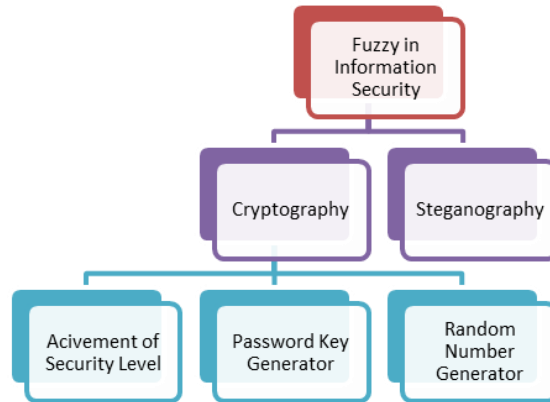 Fuzzy in
Information
Security
Cryptography
Steganography
Acivement of
Security Level
Password Key
Generator
Random
Number
Generator